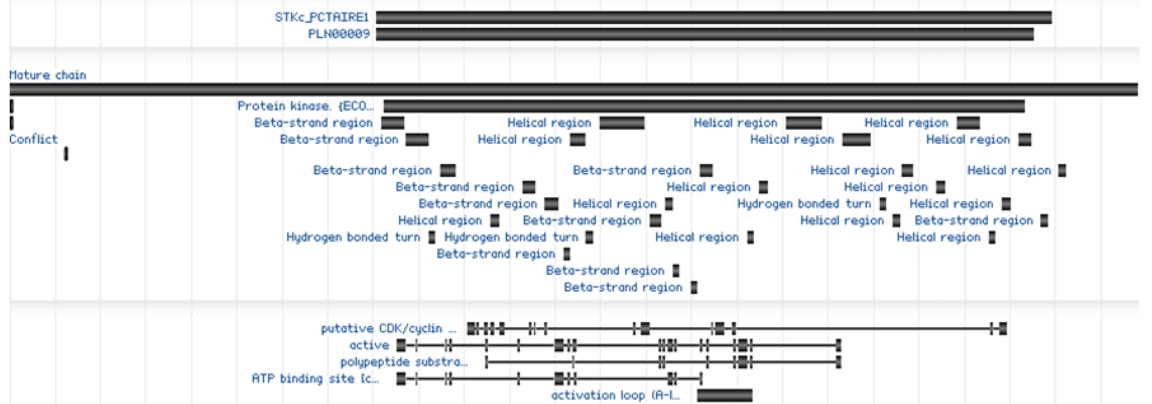 STKc_PCTAIRE1
PLN00009
Mature chain
Protein kinase. {ECO...
Beta-strand region Helical region Helical region Helical region
Conflict Beta-strand region Helical region Helical region Helical region
Beta-strand region Beta-strand region Helical region Helical region
Beta-strand region Helical region Helical region
Beta-strand region Helical region Hydrogen bonded turn Helical region
Helical region Beta-strand region Helical region Beta-strand region
Hydrogen bonded turn Hydrogen bonded turn Helical region Helical region
Beta-strand region
Beta-strand region
Beta-strand region
putative CDK/cyclin ...
active
polypeptide substra...
ATP binding site [c...
activation loop (A-l...